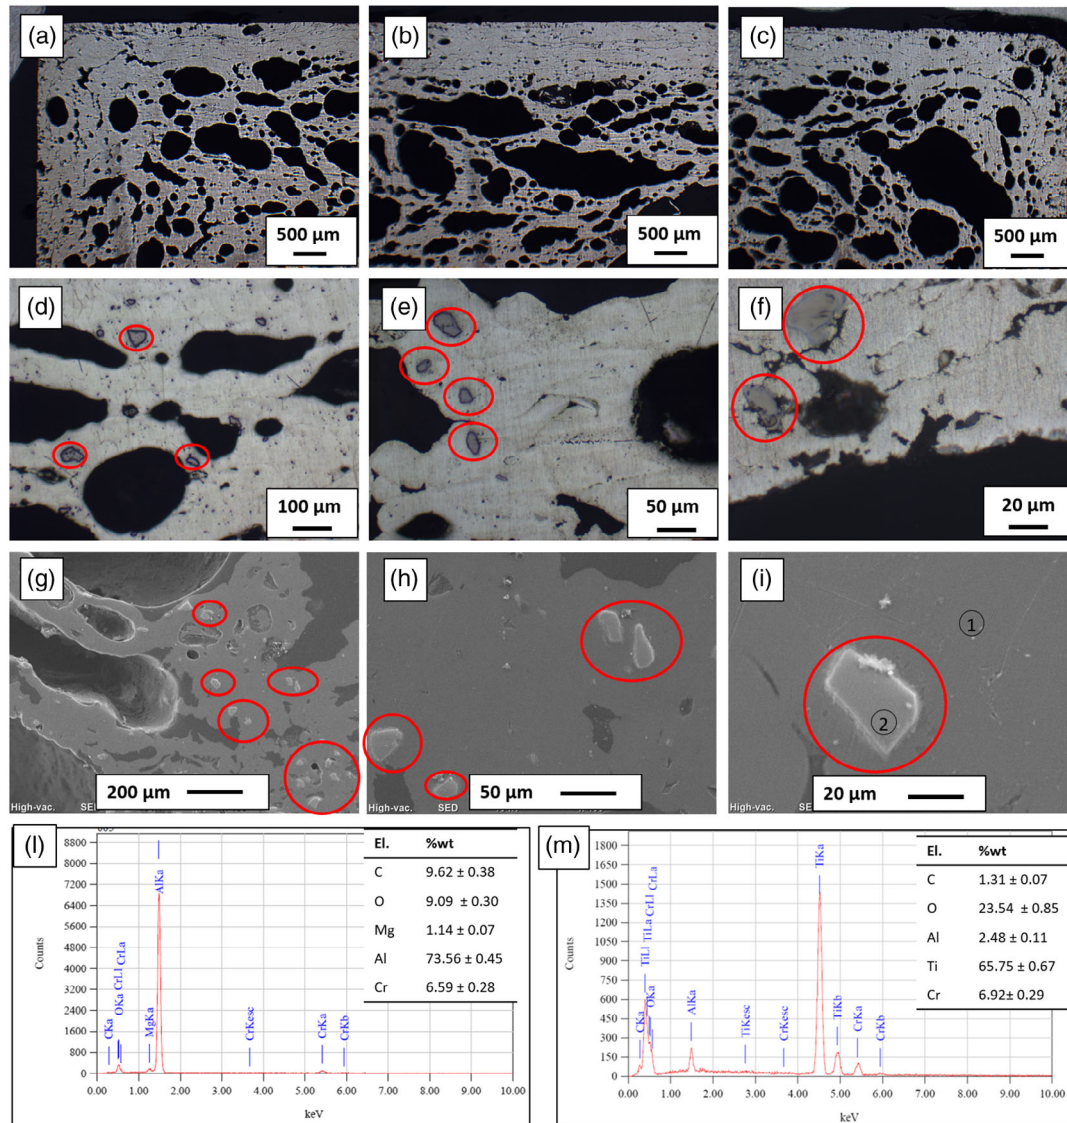 (a)
(b)
(c)
500 μm
500 μm
500 μm
(d)
(e)
(f)
100 μm
50 μm
20 μm
(g)
(h)
(i)
1
2
200 μm
50 μm
20 μm
High-vac. SE
High-vac. SED
High-vac. SE
(l)
El. %wt
C 9.62 ± 0.38
O 9.09 ± 0.30
Mg 1.14 ± 0.07
Al 73.56 ± 0.45
Cr 6.59 ± 0.28
Counts
8800
8000
7200
6400
5600
4800
4000
3200
2400
1600
800
0
CKa
OKa
CrLl
CrLa
MgKa
AlKa
CrKesc
CrKa
CrKb
0.00 1.00 2.00 3.00 4.00 5.00 6.00 7.00 8.00 9.00 10.00
keV
(m)
El. %wt
C 1.31 ± 0.07
O 23.54 ± 0.85
Al 2.48 ± 0.11
Ti 65.75 ± 0.67
Cr 6.92± 0.29
Counts
1800
1650
1500
1350
1200
1050
900
750
600
450
300
150
0
CKa
TiLl
TiLa
OKa
CrLl
CrLa
AlKa
TiKesc
CrKesc
TiKa
TiKb
CrKa
CrKb
0.00 1.00 2.00 3.00 4.00 5.00 6.00 7.00 8.00 9.00 10.00
keV